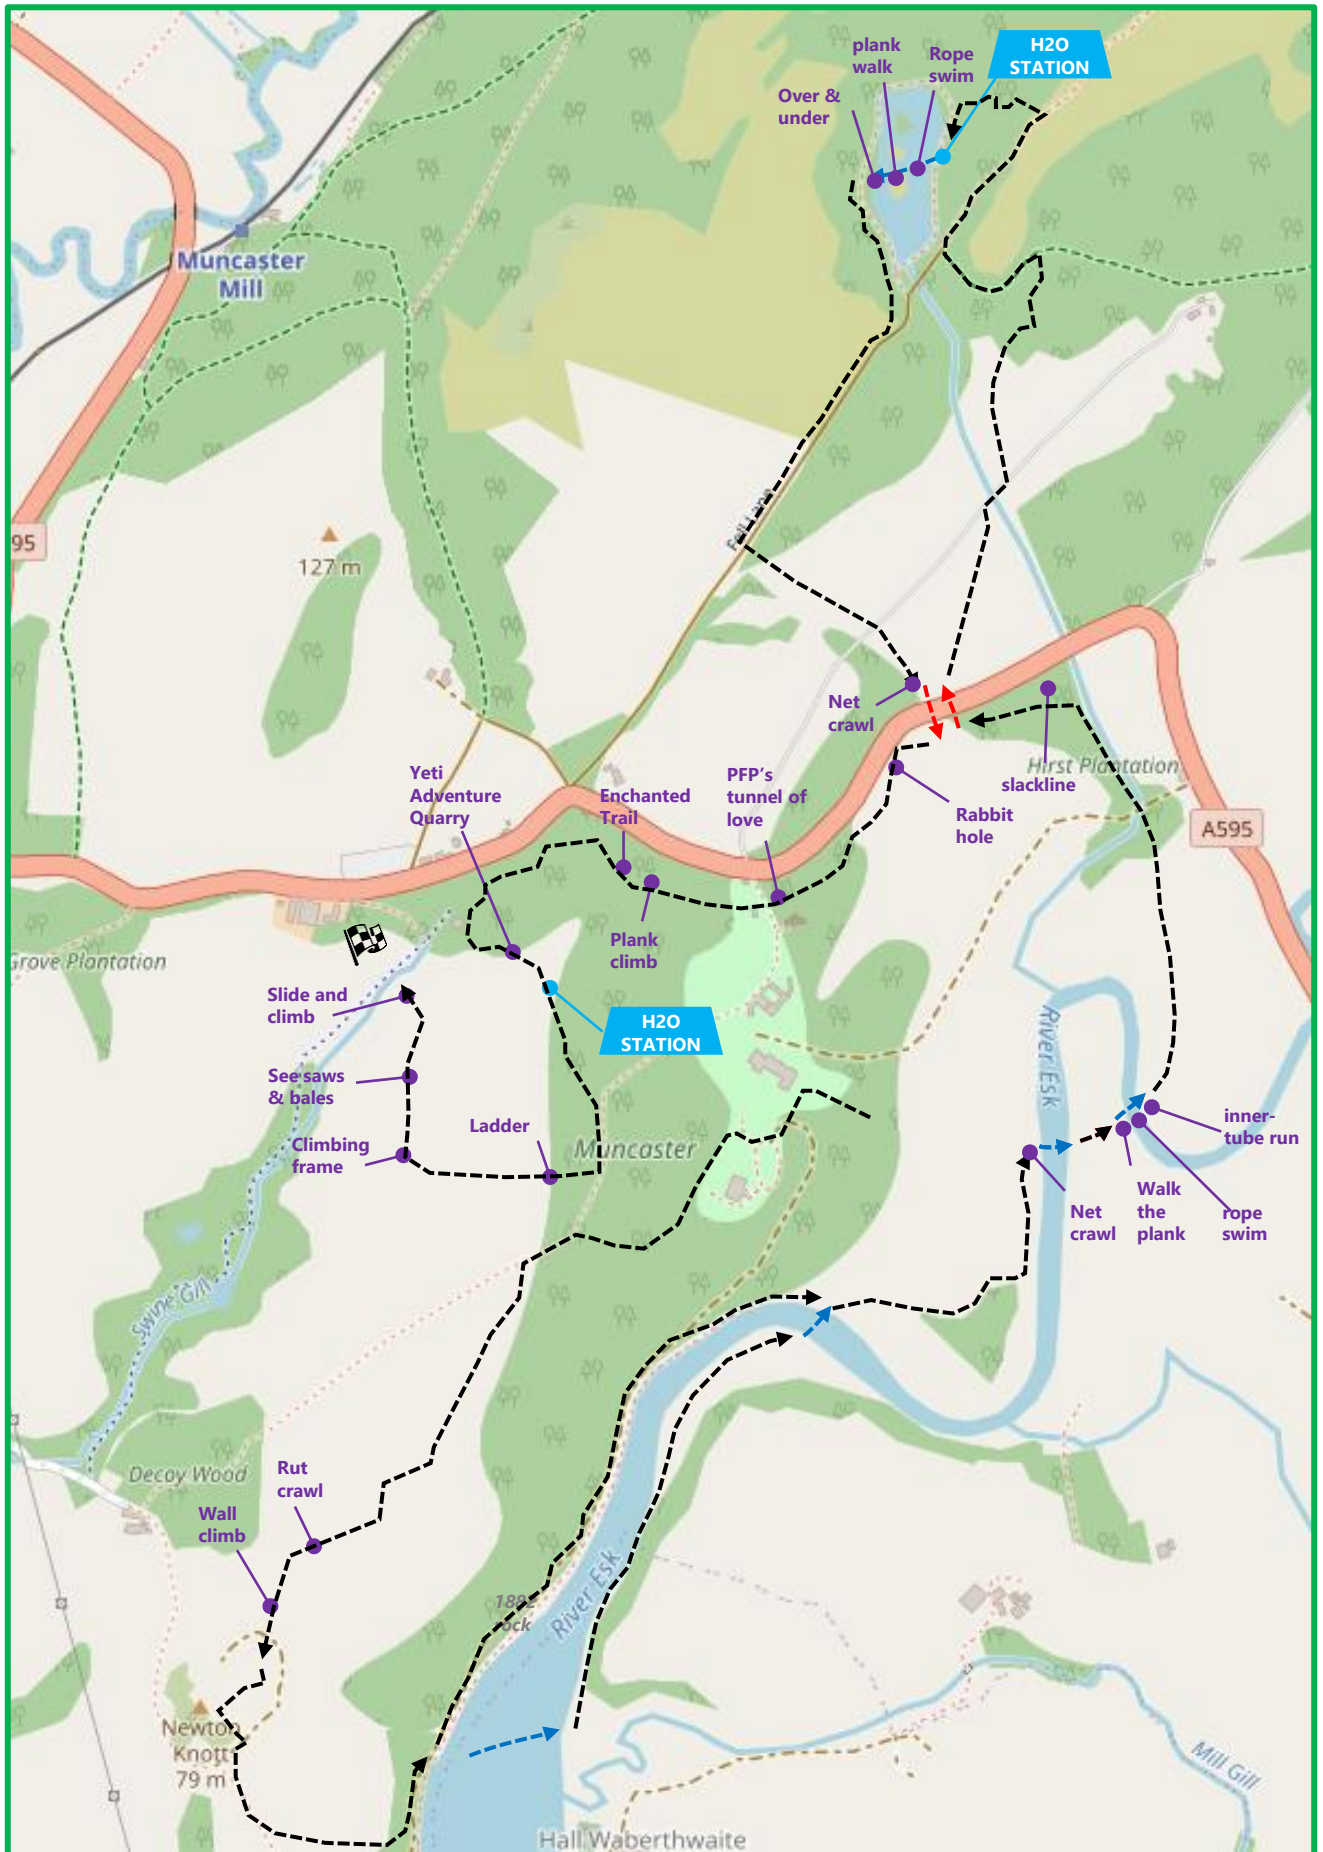 plank
walk
Rope
swim
H2O
STATION
Over &
under
Muncaster
Mill
95
127 m
Fell Lane
Net
crawl
slackline
Hirst Plantation
Rabbit
hole
A595
Yeti
Adventure
Quarry
Enchanted
Trail
PFP's
tunnel of
love
Plank
climb
Grove Plantation
Slide and
climb
H2O
STATION
River Esk
See saws
& bales
Ladder
Climbing
frame
Muncaster
inner-
tube run
Net
crawl
Walk
the
plank
rope
swim
Swine Gill
Decoy Wood
Rut
crawl
Wall
climb
River Esk
Newton
Knott
79 m
Mill Gill
Hall Waberthwaite